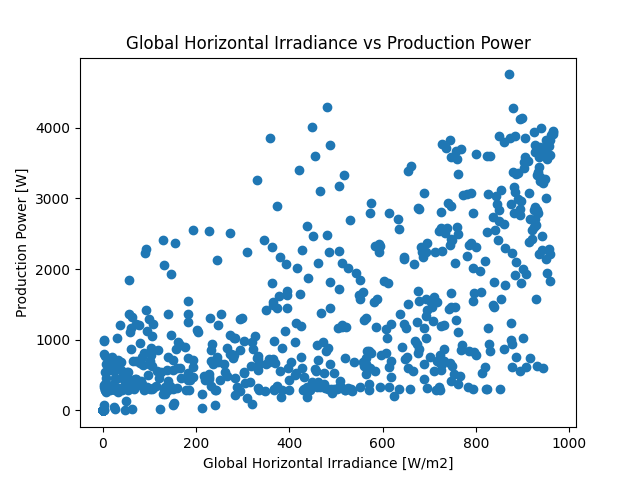 Global Horizontal Irradiance vs Production Power
Production Power [W]
4000
3000
2000
1000
0
0 200 400 600 800 1000
Global Horizontal Irradiance [W/m2]